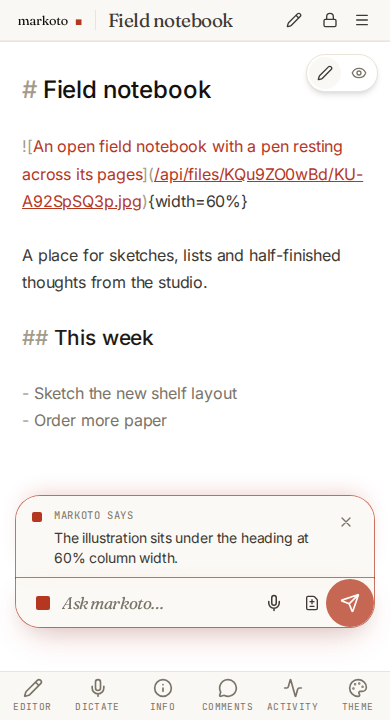 markoto
Field notebook
# Field notebook
![An open field notebook with a pen resting
across its pages](/api/files/KQu9ZO0wBd/KU-
A92SpSQ3p.jpg){width=60%}
A place for sketches, lists and half-finished
thoughts from the studio.
## This week
- Sketch the new shelf layout
- Order more paper
MARKOTO SAYS
The illustration sits under the heading at
60% column width.
Ask markoto...
EDITOR
DICTATE
INFO
COMMENTS
ACTIVITY
THEME